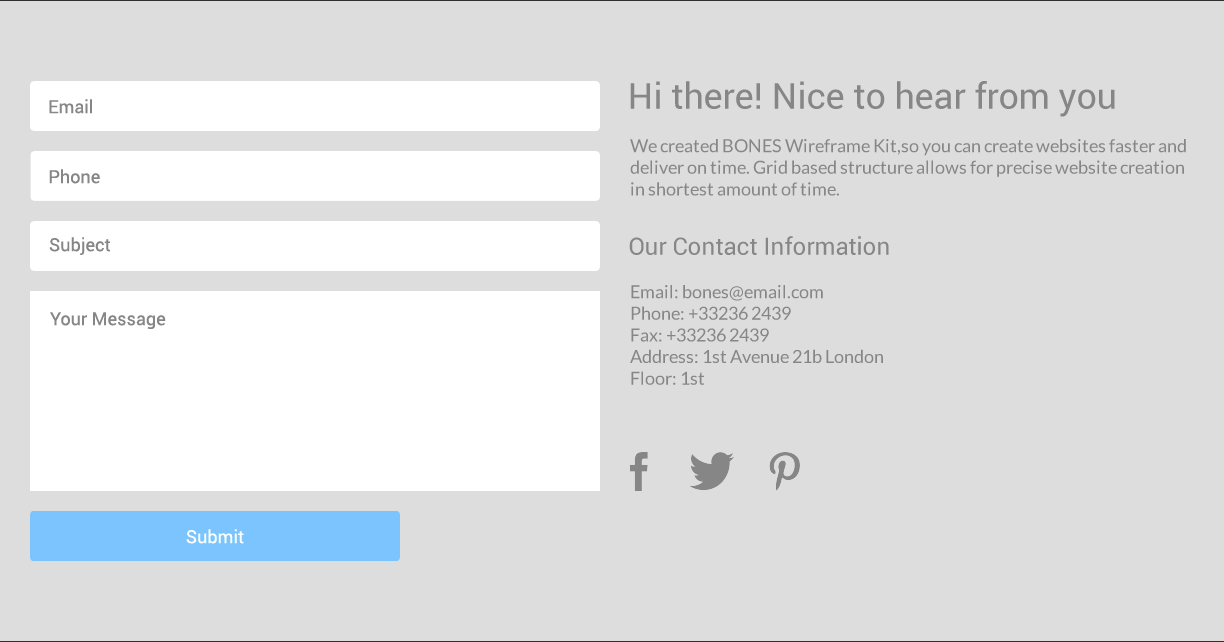 Email
Phone
Subject
Your Message
Submit
Hi there! Nice to hear from you
We created BONES Wireframe Kit,so you can create websites faster and
deliver on time. Grid based structure allows for precise website creation
in shortest amount of time.
Our Contact Information
Email: bones@email.com
Phone: +33236 2439
Fax: +33236 2439
Address: 1st Avenue 21b London
Floor: 1st